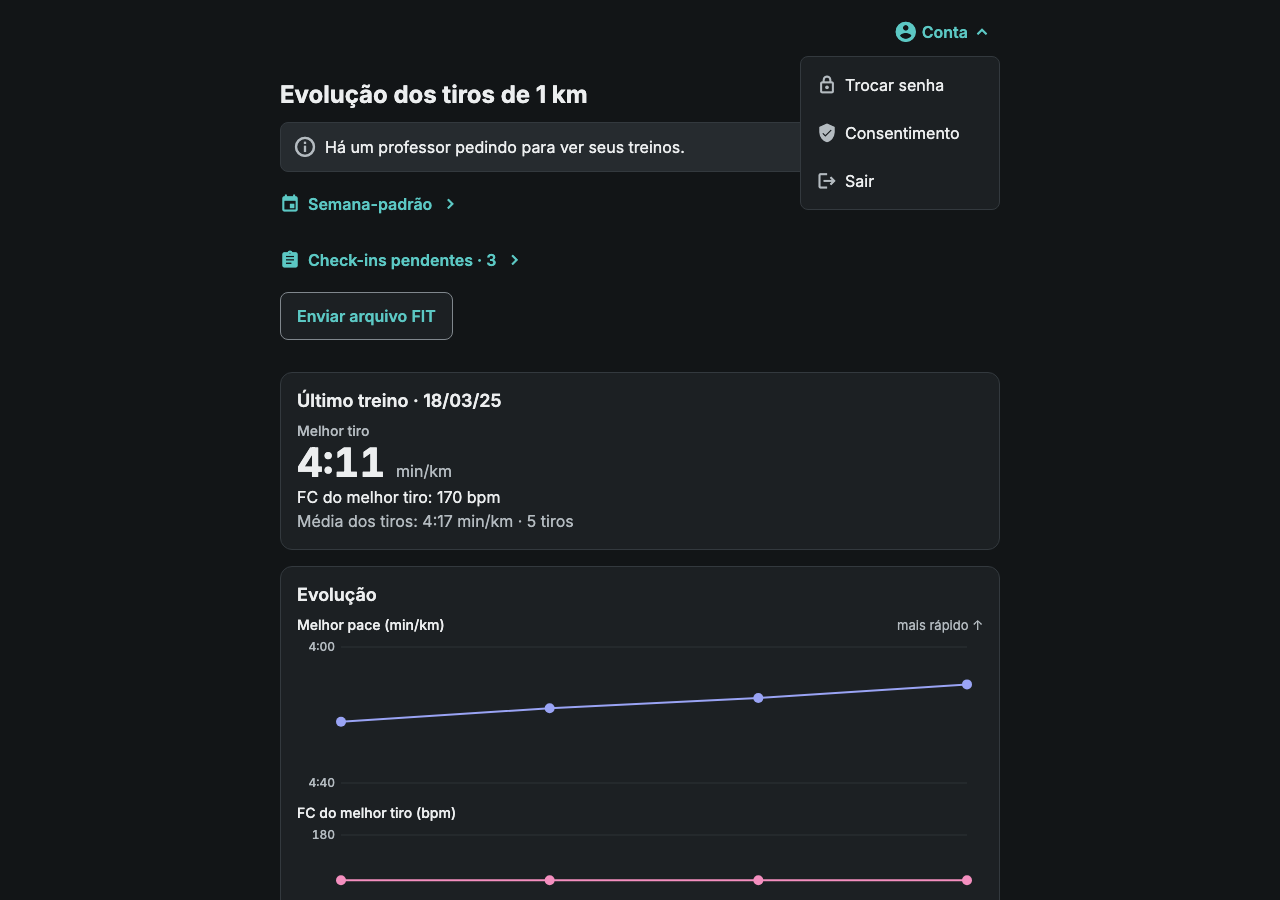 Conta
Trocar senha
Consentimento
Sair
Evolução dos tiros de 1 km
Há um professor pedindo para ver seus treinos.
Semana-padrão
Check-ins pendentes · 3
Enviar arquivo FIT
Último treino · 18/03/25
Melhor tiro
4:11 min/km
FC do melhor tiro: 170 bpm
Média dos tiros: 4:17 min/km · 5 tiros
Evolução
Melhor pace (min/km) mais rápido ↑
4:00
4:40
FC do melhor tiro (bpm)
180